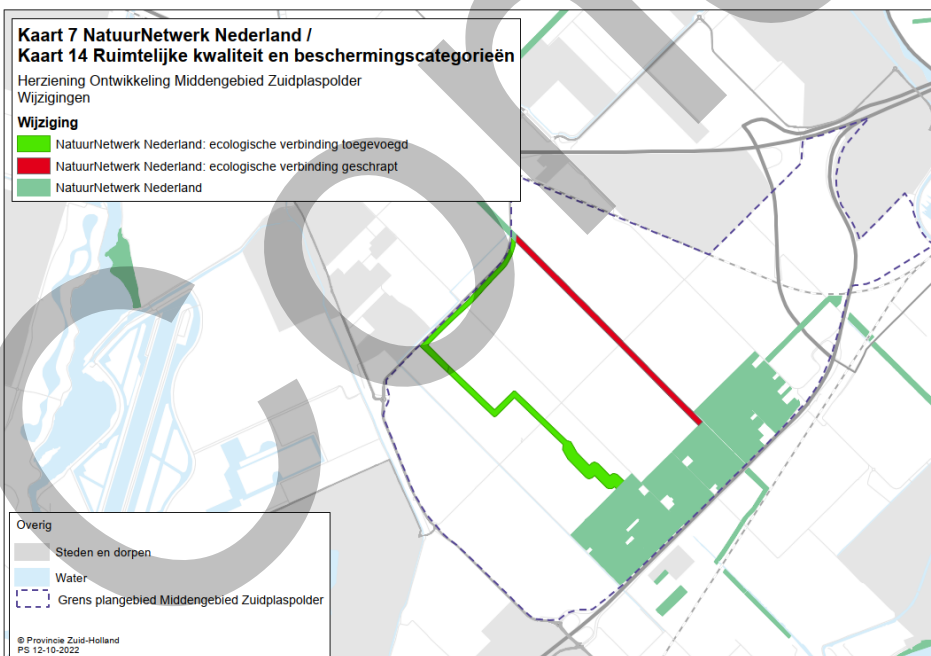 Kaart 7 NatuurNetwerk Nederland /
Kaart 14 Ruimtelijke kwaliteit en beschermingscategorieën
Herziening Ontwikkeling Middengebied Zuidplaspolder
Wijzigingen
Wijziging
NatuurNetwerk Nederland: ecologische verbinding toegevoegd
NatuurNetwerk Nederland: ecologische verbinding geschrapt
NatuurNetwerk Nederland
Overig
Steden en dorpen
Water
Grens plangebied Middengebied Zuidplaspolder
© Provincie Zuid-Holland
PS 12-10-2022